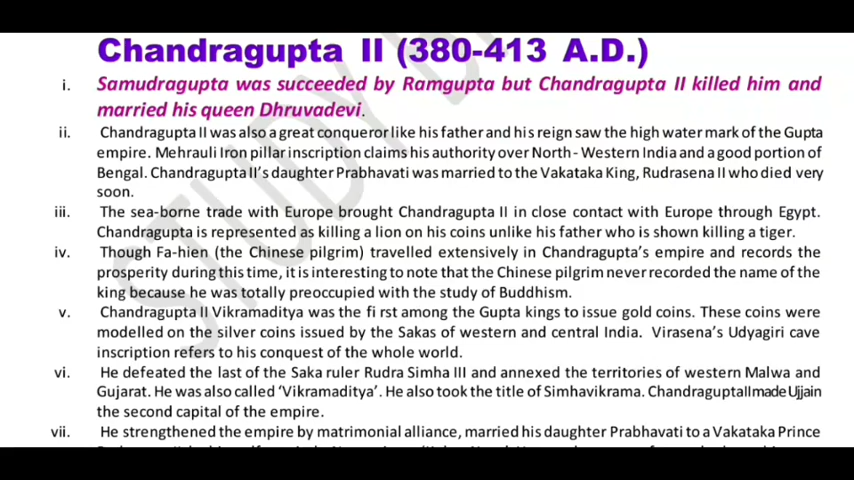 Chandragupta II (380-413 A.D.)
i. Samudragupta was succeeded by Ramgupta but Chandragupta II killed him and
married his queen Dhruvadevi.
ii. Chandragupta II was also a great conqueror like his father and his reign saw the high water mark of the Gupta
empire. Mehrauli Iron pillar inscription claims his authority over North - Western India and a good portion of
Bengal. Chandragupta II's daughter Prabhavati was married to the Vakataka King, Rudrasena II who died very
soon.
iii. The sea-borne trade with Europe brought Chandragupta II in close contact with Europe through Egypt.
Chandragupta is represented as killing a lion on his coins unlike his father who is shown killing a tiger.
iv. Though Fa-hien (the Chinese pilgrim) travelled extensively in Chandragupta's empire and records the
prosperity during this time, it is interesting to note that the Chinese pilgrim never recorded the name of the
king because he was totally preoccupied with the study of Buddhism.
v. Chandragupta II Vikramaditya was the fi rst among the Gupta kings to issue gold coins. These coins were
modelled on the silver coins issued by the Sakas of western and central India. Virasena's Udyagiri cave
inscription refers to his conquest of the whole world.
vi. He defeated the last of the Saka ruler Rudra Simha III and annexed the territories of western Malwa and
Gujarat. He was also called 'Vikramaditya'. He also took the title of Simhavikrama. ChandraguptaIImade Ujjain
the second capital of the empire.
vii. He strengthened the empire by matrimonial alliance, married his daughter Prabhavati to a Vakataka Prince
STUDY